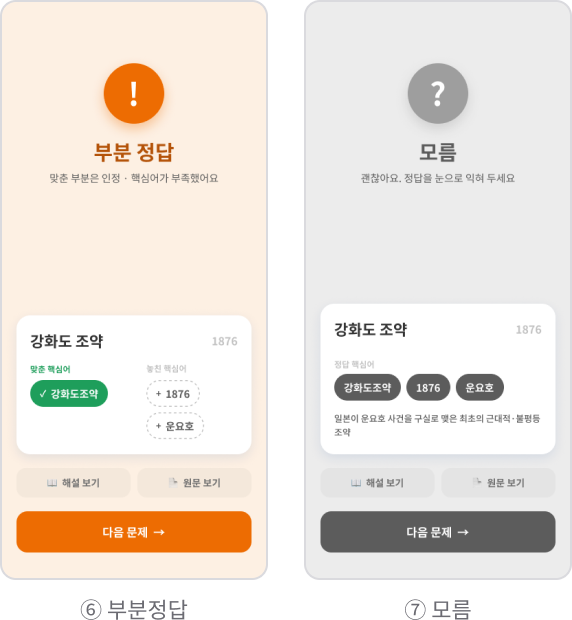 !
부분 정답
맞춘 부분은 인정 · 핵심어가 부족했어요
강화도 조약 1876
맞춘 핵심어 놓친 핵심어
✓ 강화도조약 + 1876
+ 운요호
📖 해설 보기 원문 보기
다음 문제 →
⑥ 부분정답
?
모름
괜찮아요. 정답을 눈으로 익혀 두세요
강화도 조약 1876
정답 핵심어
강화도조약 1876 운요호
일본이 운요호 사건을 구실로 맺은 최초의 근대적·불평등
조약
📖 해설 보기 원문 보기
다음 문제 →
⑦ 모름